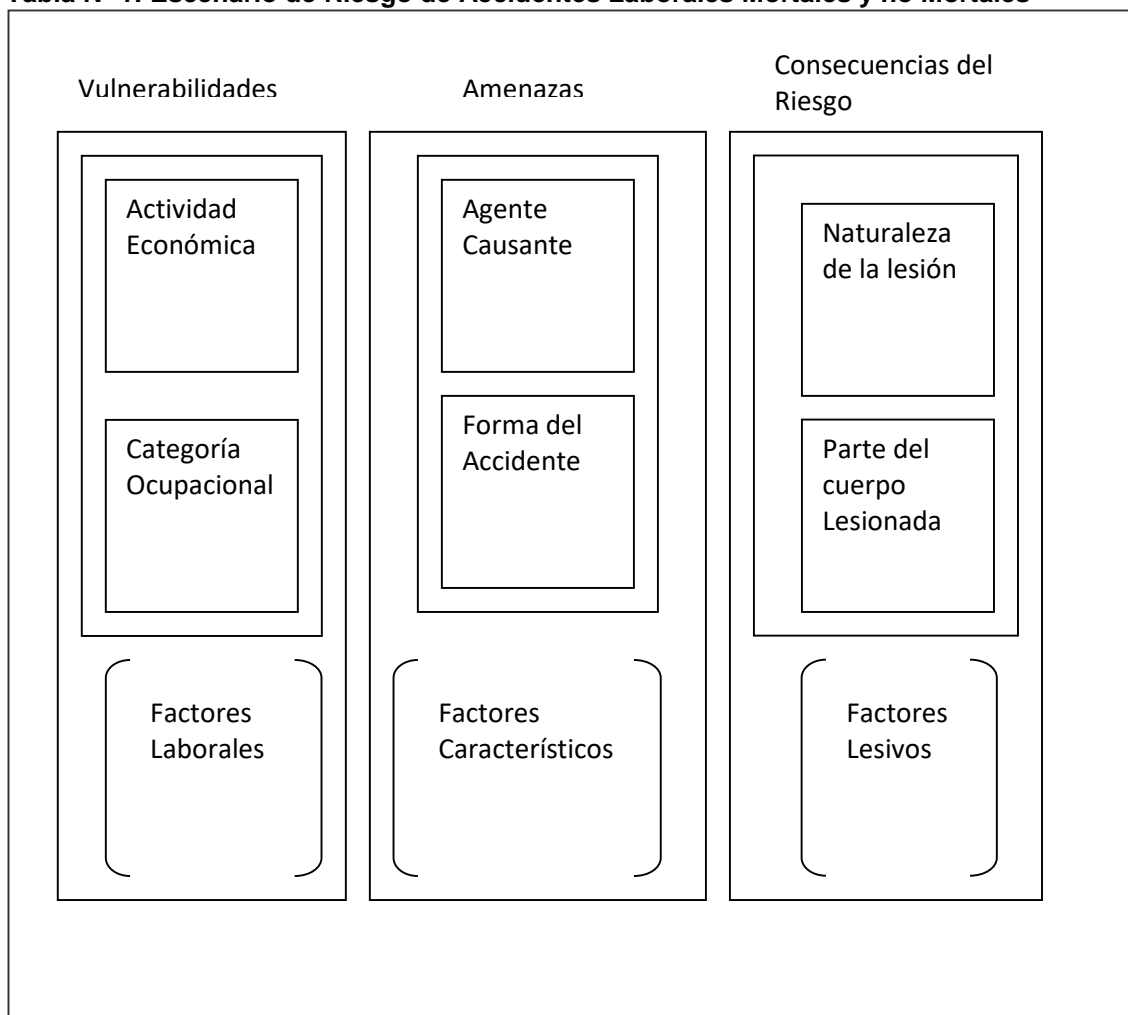 Tabla N° 1: Escenario de Riesgo de Accidentes Laborales Mortales y no Mortales
Vulnerabilidades
Amenazas
Consecuencias del
Riesgo
Actividad
Económica
Categoría
Ocupacional
Factores
Laborales
Agente
Causante
Forma del
Accidente
Factores
Característicos
Naturaleza
de la lesión
Parte del
cuerpo
Lesionada
Factores
Lesivos